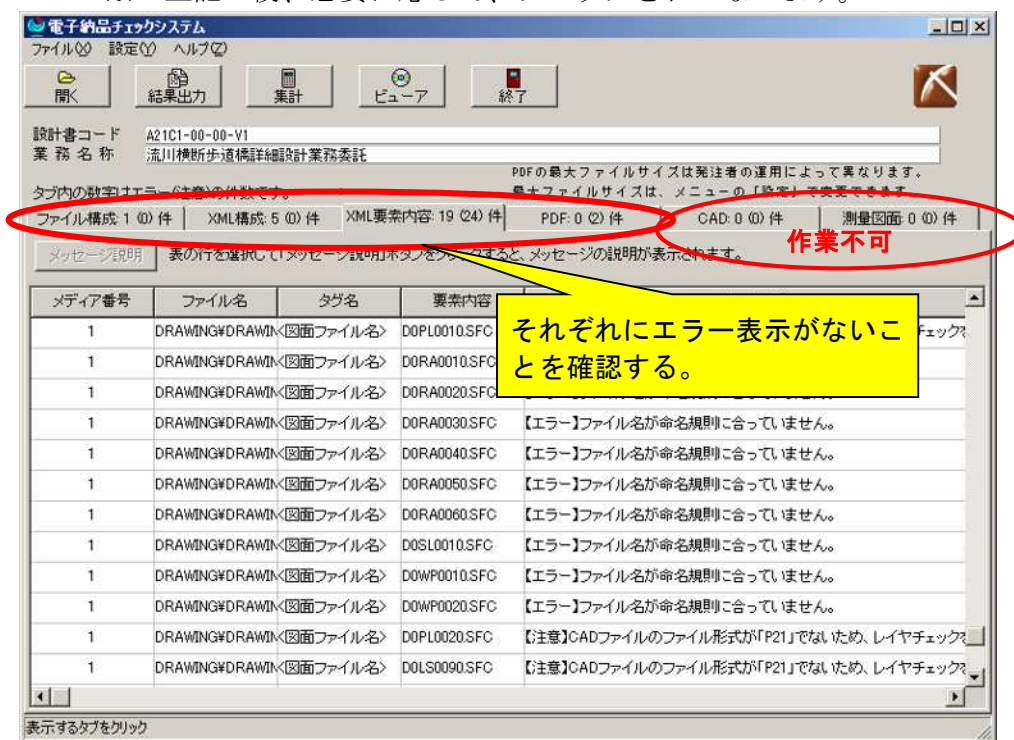 電子納品チェックシステム
ファイル(X) 設定(Y) ヘルプ(Z)
開く 結果出力 集計 ビューア 終了
設計書コード A21C1-00-00-V1
業務名称 流川横断歩道橋詳細設計業務委託
PDFの最大ファイルサイズは発注者の運用によって異なります。
タブ内の数字はエラー(注意)の件数です。 最大ファイルサイズは、メニューの「設定」で変更できます。
ファイル構成: 1 (0) 件 XML構成: 5 (0) 件 XML要素内容: 19 (24) 件 PDF: 0 (2) 件 CAD: 0 (0) 件 測量図面: 0 (0) 件
作業不可
メッセージ説明 表の行を選択して「メッセージ説明」ボタンをクリックすると、メッセージの説明が表示されます。
メディア番号 ファイル名 タグ名 要素内容
それぞれにエラー表示がないこ
とを確認する。
1 DRAWING¥DRAWIN <図面ファイル名> D0PL0010.SFC チェックを
1 DRAWING¥DRAWIN <図面ファイル名> D0RA0010.SFC
1 DRAWING¥DRAWIN <図面ファイル名> D0RA0020.SFC
1 DRAWING¥DRAWIN <図面ファイル名> D0RA0030.SFC 【エラー】ファイル名が命名規則に合っていません。
1 DRAWING¥DRAWIN <図面ファイル名> D0RA0040.SFC 【エラー】ファイル名が命名規則に合っていません。
1 DRAWING¥DRAWIN <図面ファイル名> D0RA0050.SFC 【エラー】ファイル名が命名規則に合っていません。
1 DRAWING¥DRAWIN <図面ファイル名> D0RA0060.SFC 【エラー】ファイル名が命名規則に合っていません。
1 DRAWING¥DRAWIN <図面ファイル名> D0SL0010.SFC 【エラー】ファイル名が命名規則に合っていません。
1 DRAWING¥DRAWIN <図面ファイル名> D0WP0010.SFC 【エラー】ファイル名が命名規則に合っていません。
1 DRAWING¥DRAWIN <図面ファイル名> D0WP0020.SFC 【エラー】ファイル名が命名規則に合っていません。
1 DRAWING¥DRAWIN <図面ファイル名> D0PL0020.SFC 【注意】CADファイルのファイル形式が「P21」でないため、レイヤチェックを
1 DRAWING¥DRAWIN <図面ファイル名> D0LS0090.SFC 【注意】CADファイルのファイル形式が「P21」でないため、レイヤチェックを
表示するタブをクリック